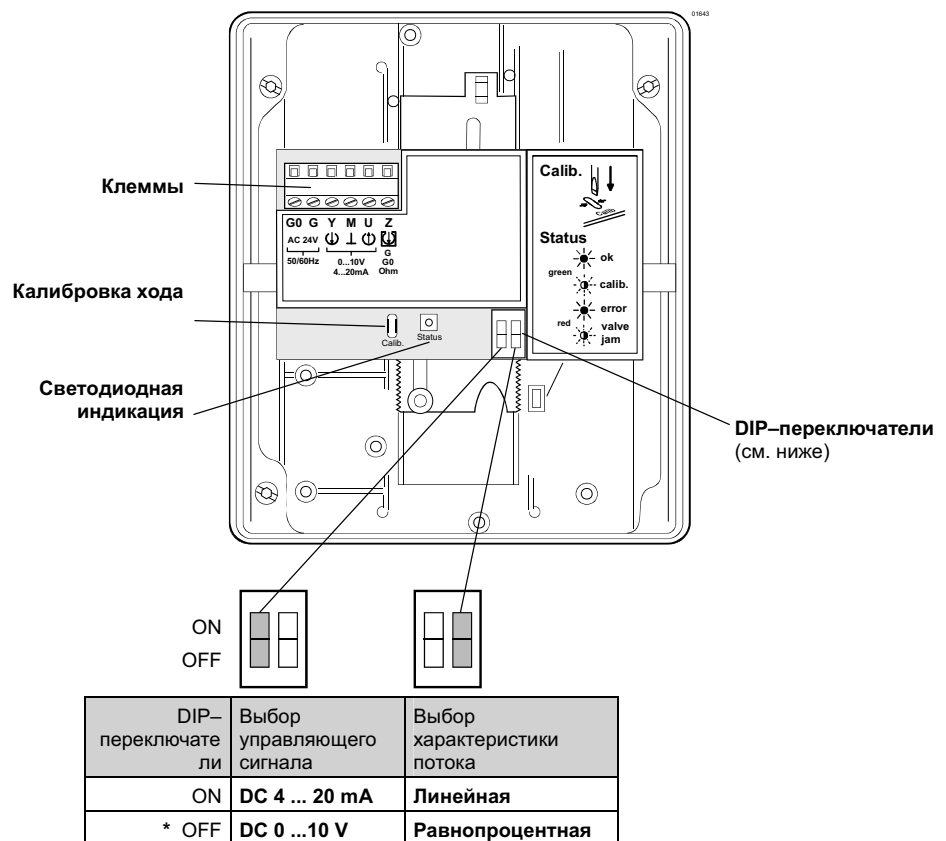 01643
Клеммы
Calib.
Calib
G0 G Y M U Z
AC 24V
50/60Hz
0...10V
4...20mA
G
G0
Ohm
Status
ok
green
calib.
error
red
valve
jam
Калибровка хода
Calib.
Status
Светодиодная
индикация
DIP–переключатели
(см. ниже)
ON
OFF
DIP–
переключате
ли
Выбор
управляющего
сигнала
Выбор
характеристики
потока
ON DC 4 ... 20 mA Линейная
* OFF DC 0 ...10 V Равнопроцентная